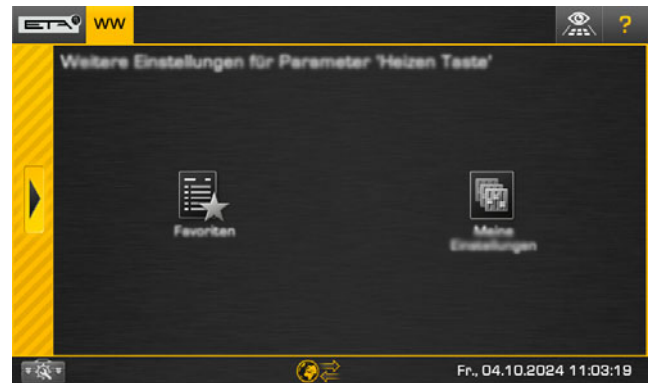 ETA WW ?
Weitere Einstellungen für Parameter 'Heizen Taste'
Favoriten
Meine
Einstellungen
Fr., 04.10.2024 11:03:19